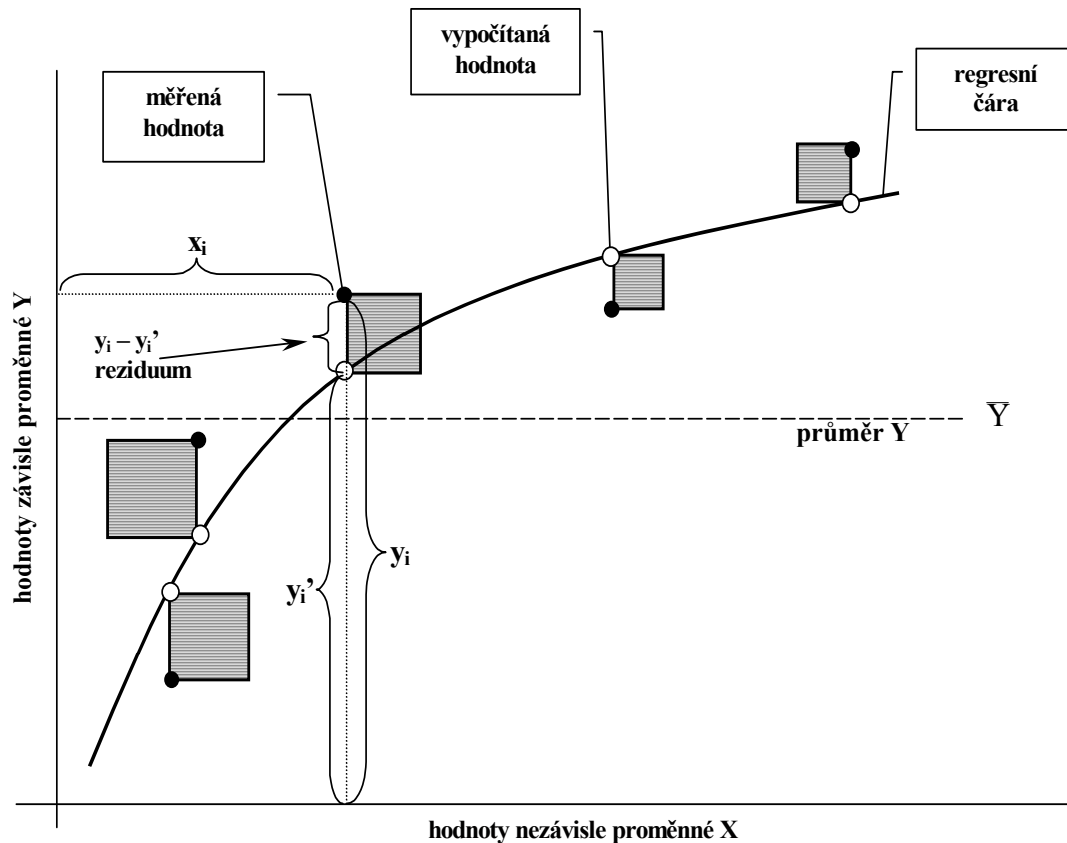 vypočítaná
hodnota
regresní
čára
měřená
hodnota
xᵢ
yᵢ – yᵢ’
reziduum
Y̅
průměr Y
yᵢ
yᵢ’
hodnoty závisle proměnné Y
hodnoty nezávisle proměnné X